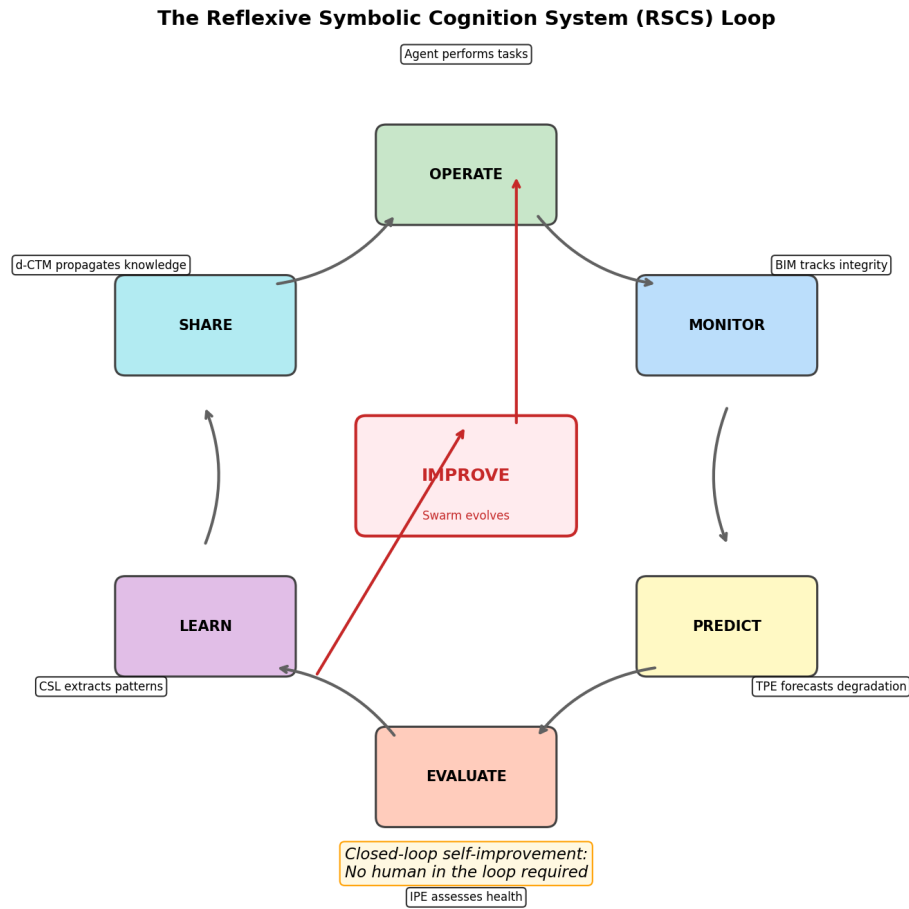 The Reflexive Symbolic Cognition System (RSCS) Loop
Agent performs tasks
OPERATE
d-CTM propagates knowledge
BIM tracks integrity
SHARE
MONITOR
IMPROVE
Swarm evolves
LEARN
PREDICT
CSL extracts patterns
TPE forecasts degradation
EVALUATE
Closed-loop self-improvement:
No human in the loop required
IPE assesses health